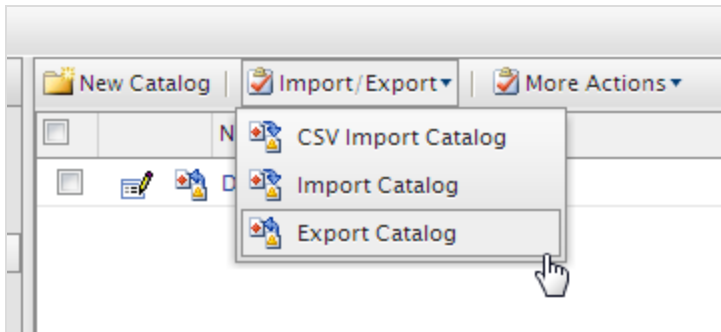 New Catalog Import/Export More Actions
N
CSV Import Catalog
D
Import Catalog
Export Catalog